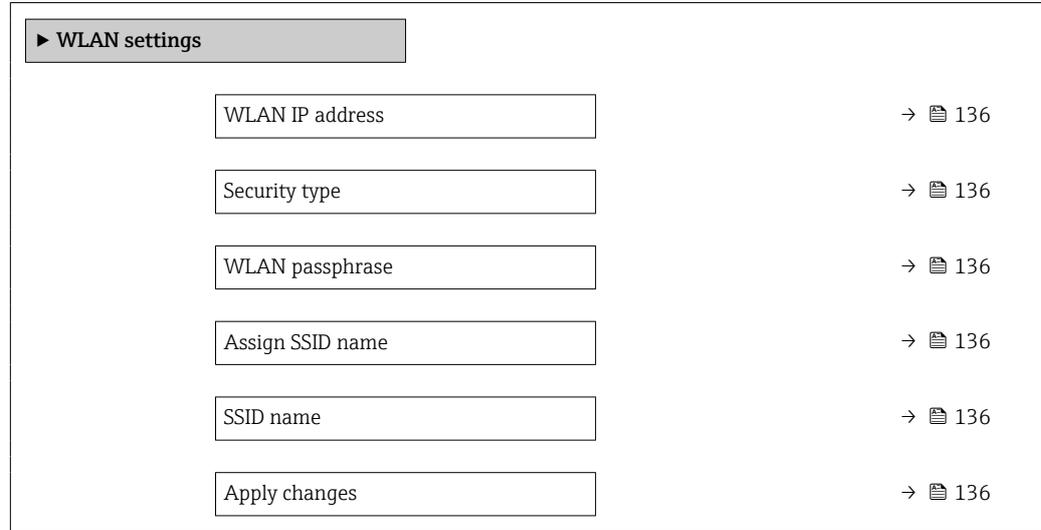 ▶ WLAN settings
WLAN IP address → 136
Security type → 136
WLAN passphrase → 136
Assign SSID name → 136
SSID name → 136
Apply changes → 136